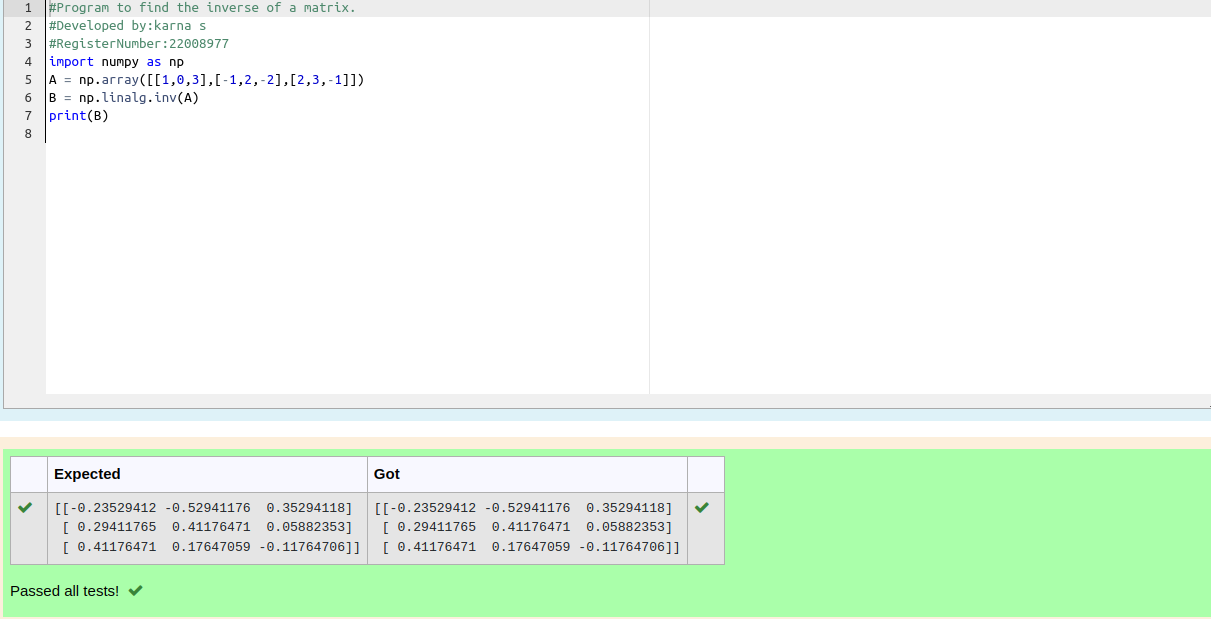 1 #Program to find the inverse of a matrix.
2 #Developed by:karna s
3 #RegisterNumber:22008977
4 import numpy as np
5 A = np.array([[1,0,3],[-1,2,-2],[2,3,-1]])
6 B = np.linalg.inv(A)
7 print(B)
8
Expected Got
[[-0.23529412 -0.52941176  0.35294118] [[-0.23529412 -0.52941176  0.35294118]
[ 0.29411765  0.41176471  0.05882353] [ 0.29411765  0.41176471  0.05882353]
[ 0.41176471  0.17647059 -0.11764706]] [ 0.41176471  0.17647059 -0.11764706]]
Passed all tests!